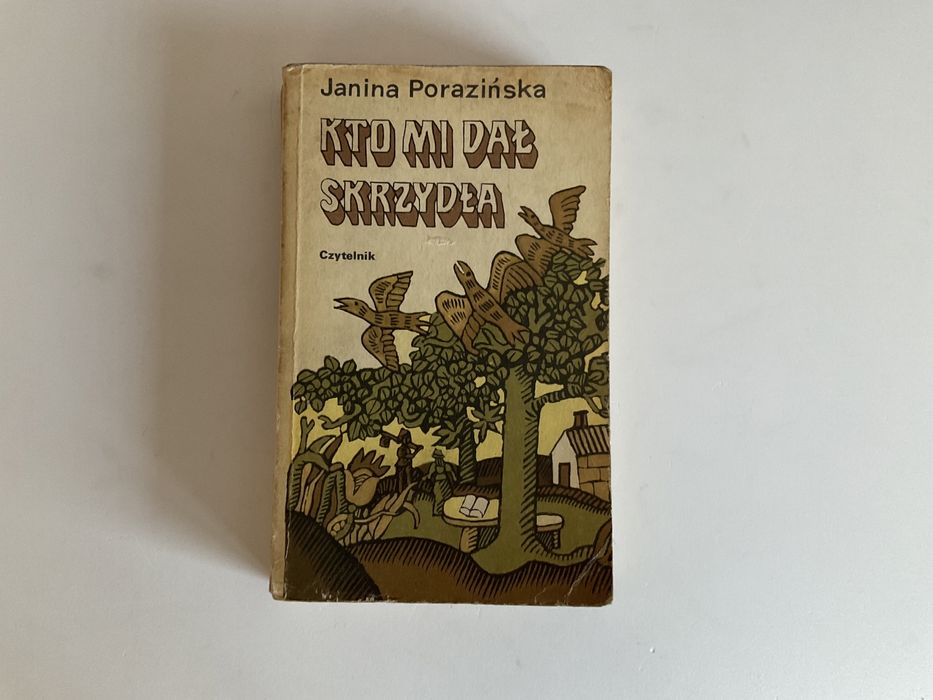 Janina Porazińska
KTO MI DAŁ
SKRZYDŁA
Czytelnik